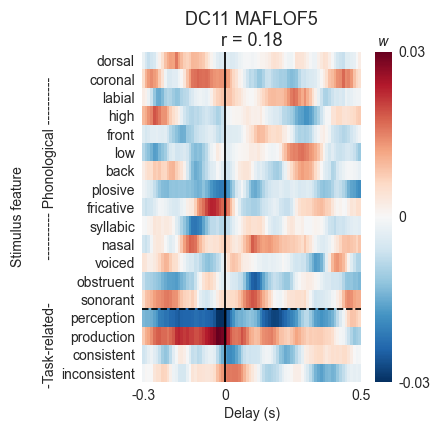 DC11 MAFLOF5
r = 0.18
w
dorsal
coronal
labial
high
front
low
back
plosive
fricative
syllabic
nasal
voiced
obstruent
sonorant
perception
production
consistent
inconsistent
Stimulus feature
-Task-related- ---------- Phonological ----------
0.03
0
-0.03
-0.3 0 0.5
Delay (s)